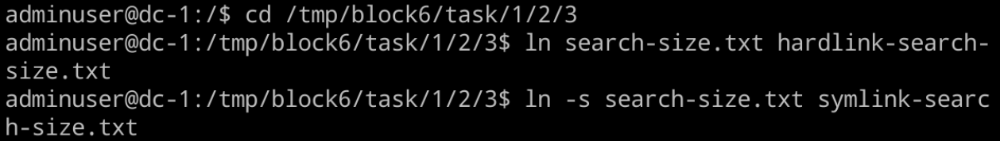 adminuser@dc-1:/$ cd /tmp/block6/task/1/2/3
adminuser@dc-1:/tmp/block6/task/1/2/3$ ln search-size.txt hardlink-search-
size.txt
adminuser@dc-1:/tmp/block6/task/1/2/3$ ln -s search-size.txt symlink-searc
h-size.txt